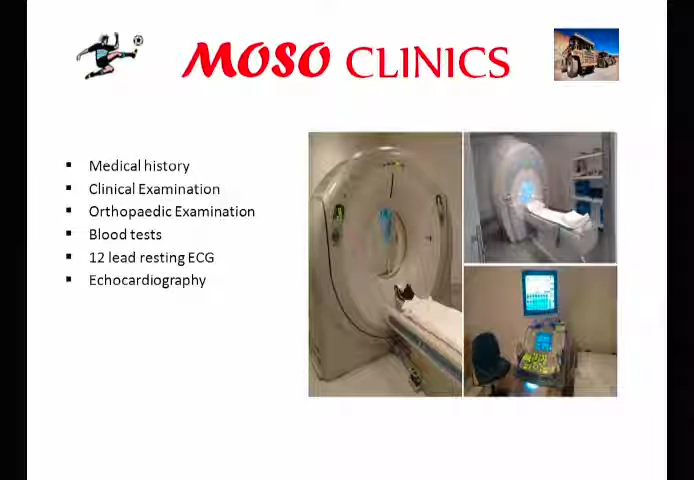 MOSO CLINICS
Medical history
Clinical Examination
Orthopaedic Examination
Blood tests
12 lead resting ECG
Echocardiography